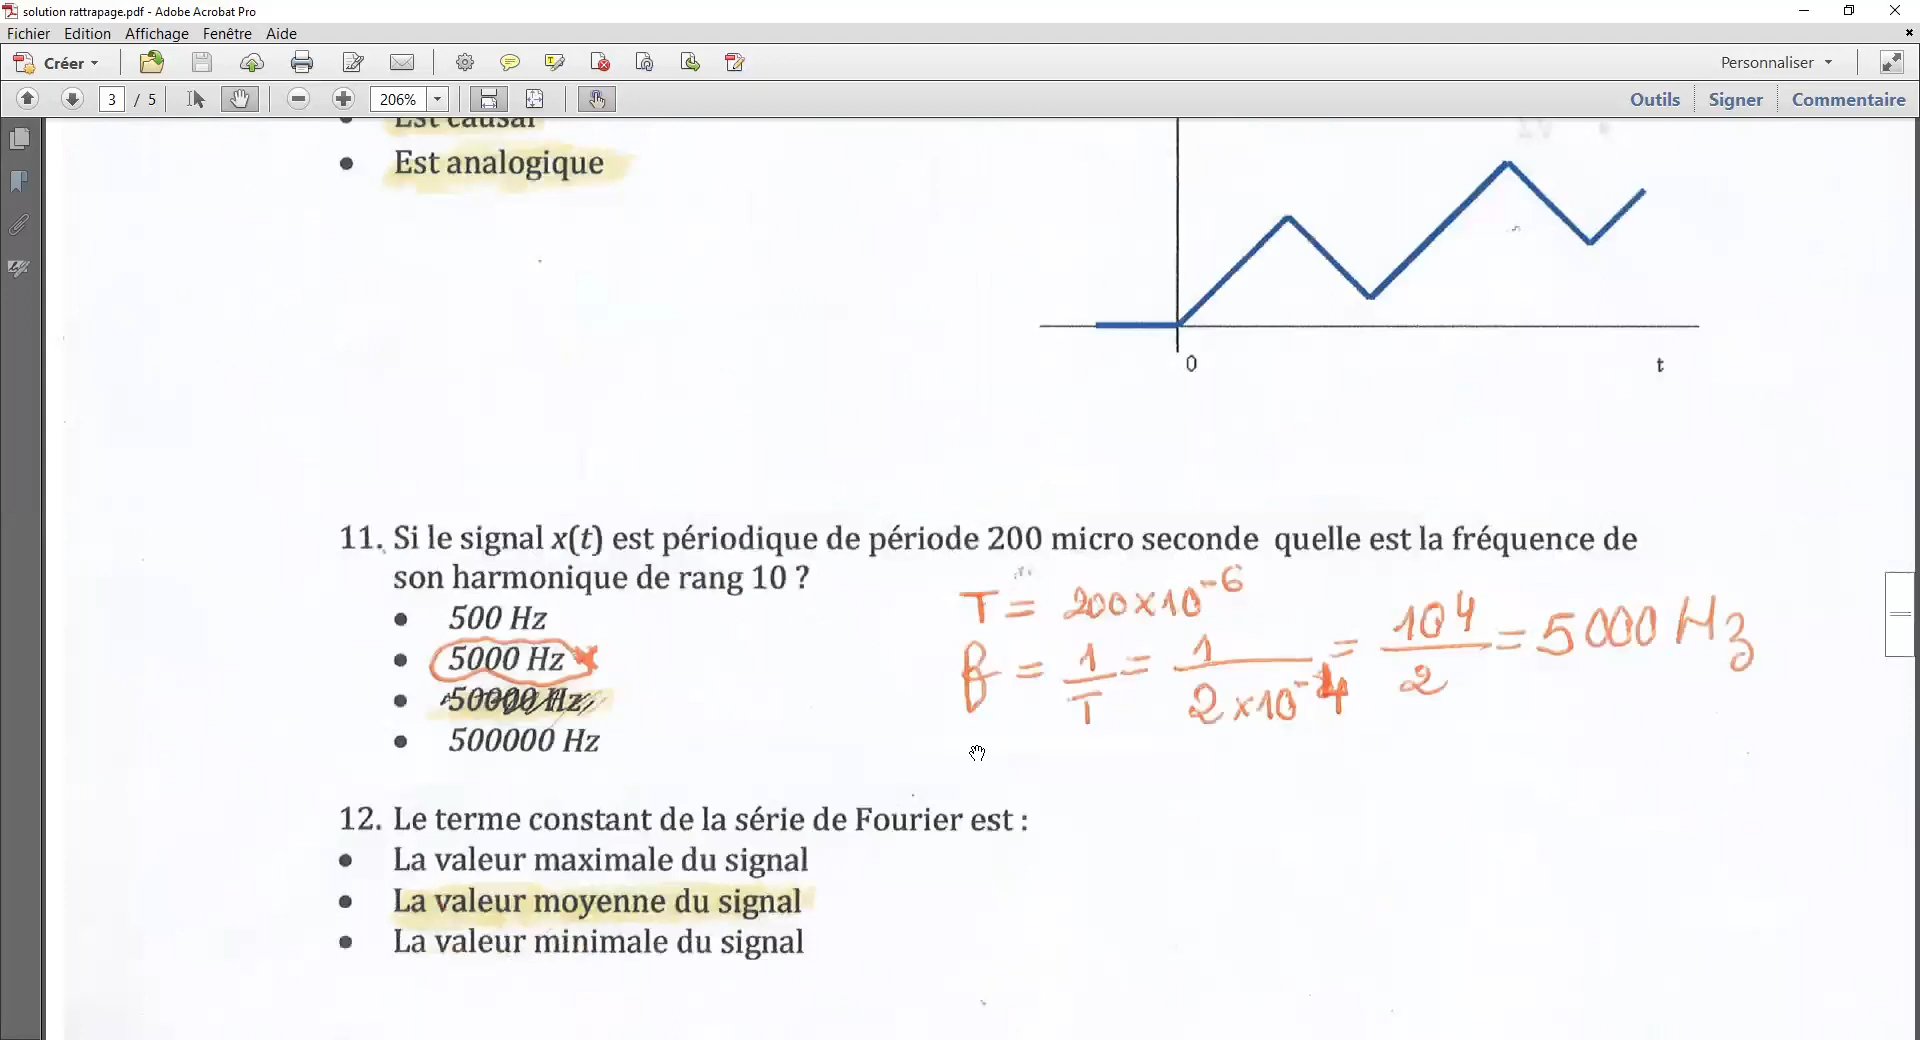 solution rattrapage.pdf - Adobe Acrobat Pro
Fichier Edition Affichage Fenêtre Aide
Créer
Personnaliser
3 / 5
206%
Outils Signer Commentaire
Est causal
Est analogique
0 t
11. Si le signal x(t) est périodique de période 200 micro seconde quelle est la fréquence de
son harmonique de rang 10 ?
T = 200×10⁻⁶
500 Hz
5000 Hz
f = 1/T = 1/(2×10⁻⁴) = 10⁴/2 = 5000 Hz
50000 Hz
500000 Hz
12. Le terme constant de la série de Fourier est :
La valeur maximale du signal
La valeur moyenne du signal
La valeur minimale du signal